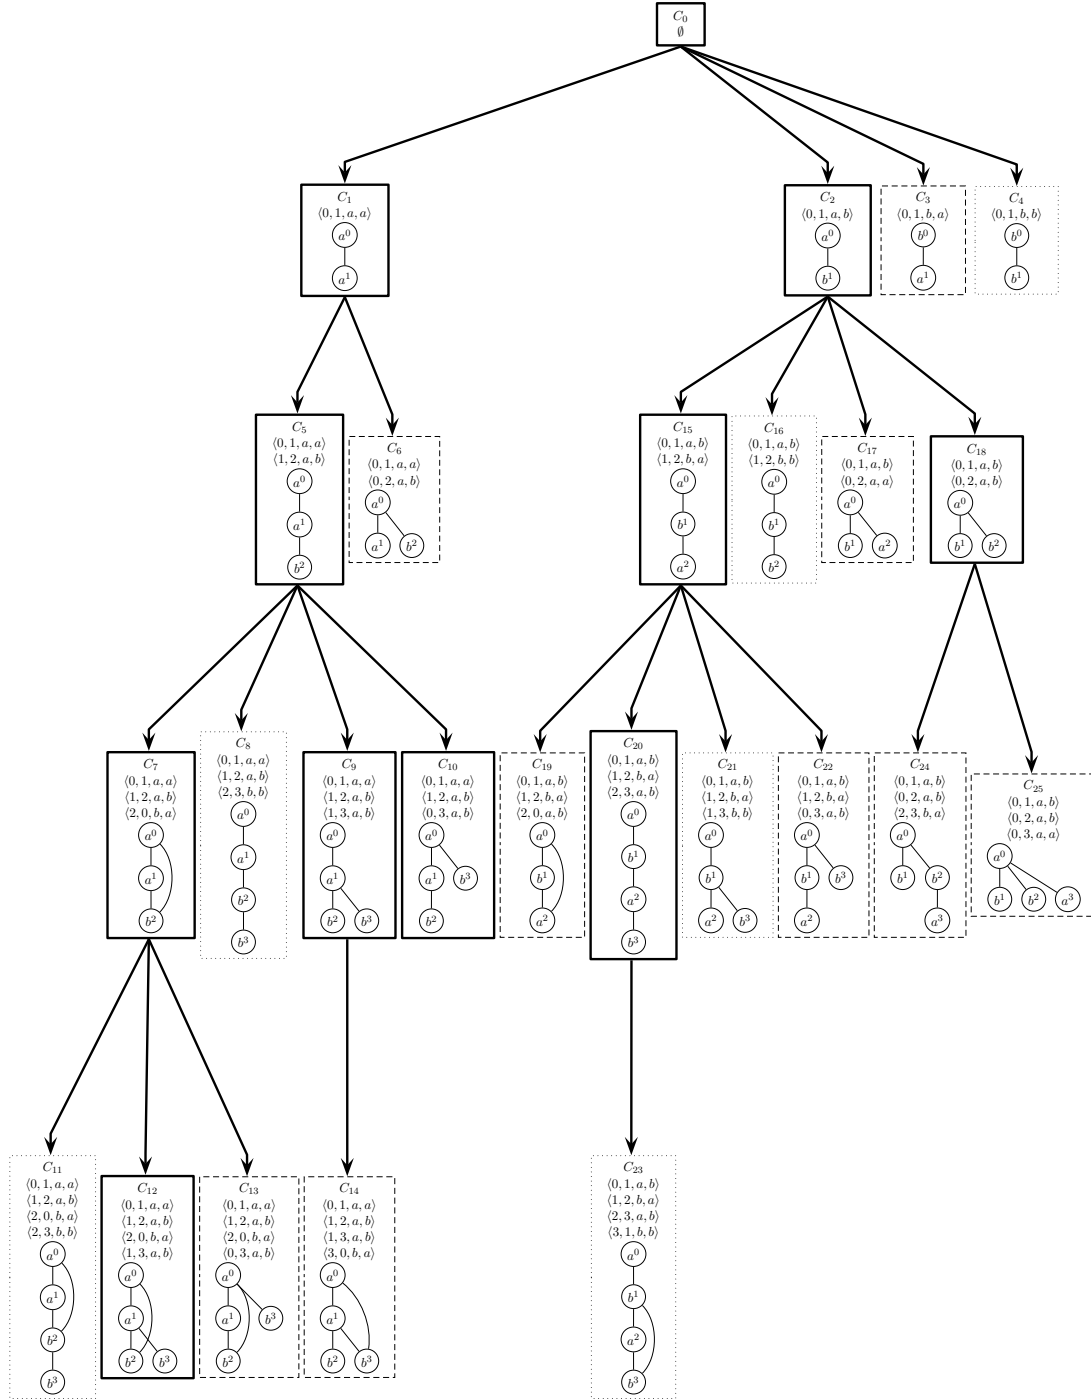 C₀
∅
C₁
⟨0, 1, a, a⟩
a⁰
a¹
C₂
⟨0, 1, a, b⟩
a⁰
b¹
C₃
⟨0, 1, b, a⟩
b⁰
a¹
C₄
⟨0, 1, b, b⟩
b⁰
b¹
C₅
⟨0, 1, a, a⟩
⟨1, 2, a, b⟩
a⁰
a¹
b²
C₆
⟨0, 1, a, a⟩
⟨0, 2, a, b⟩
a⁰
a¹ b²
C₁₅
⟨0, 1, a, b⟩
⟨1, 2, b, a⟩
a⁰
b¹
a²
C₁₆
⟨0, 1, a, b⟩
⟨1, 2, b, b⟩
a⁰
b¹
b²
C₁₇
⟨0, 1, a, b⟩
⟨0, 2, a, a⟩
a⁰
b¹ a²
C₁₈
⟨0, 1, a, b⟩
⟨0, 2, a, b⟩
a⁰
b¹ b²
C₇
⟨0, 1, a, a⟩
⟨1, 2, a, b⟩
⟨2, 0, b, a⟩
a⁰
a¹
b²
C₈
⟨0, 1, a, a⟩
⟨1, 2, a, b⟩
⟨2, 3, b, b⟩
a⁰
a¹
b²
b³
C₉
⟨0, 1, a, a⟩
⟨1, 2, a, b⟩
⟨1, 3, a, b⟩
a⁰
a¹
b² b³
C₁₀
⟨0, 1, a, a⟩
⟨1, 2, a, b⟩
⟨0, 3, a, b⟩
a⁰
a¹ b³
b²
C₁₉
⟨0, 1, a, b⟩
⟨1, 2, b, a⟩
⟨2, 0, a, b⟩
a⁰
b¹
a²
C₂₀
⟨0, 1, a, b⟩
⟨1, 2, b, a⟩
⟨2, 3, a, b⟩
a⁰
b¹
a²
b³
C₂₁
⟨0, 1, a, b⟩
⟨1, 2, b, a⟩
⟨1, 3, b, b⟩
a⁰
b¹
a² b³
C₂₂
⟨0, 1, a, b⟩
⟨1, 2, b, a⟩
⟨0, 3, a, b⟩
a⁰
b¹ b³
a²
C₂₄
⟨0, 1, a, b⟩
⟨0, 2, a, b⟩
⟨2, 3, b, a⟩
a⁰
b¹ b²
a³
C₂₅
⟨0, 1, a, b⟩
⟨0, 2, a, b⟩
⟨0, 3, a, a⟩
a⁰
b¹ b² a³
C₁₁
⟨0, 1, a, a⟩
⟨1, 2, a, b⟩
⟨2, 0, b, a⟩
⟨2, 3, b, b⟩
a⁰
a¹
b²
b³
C₁₂
⟨0, 1, a, a⟩
⟨1, 2, a, b⟩
⟨2, 0, b, a⟩
⟨1, 3, a, b⟩
a⁰
a¹
b² b³
C₁₃
⟨0, 1, a, a⟩
⟨1, 2, a, b⟩
⟨2, 0, b, a⟩
⟨0, 3, a, b⟩
a⁰
a¹ b³
b²
C₁₄
⟨0, 1, a, a⟩
⟨1, 2, a, b⟩
⟨1, 3, a, b⟩
⟨3, 0, b, a⟩
a⁰
a¹
b² b³
C₂₃
⟨0, 1, a, b⟩
⟨1, 2, b, a⟩
⟨2, 3, a, b⟩
⟨3, 1, b, b⟩
a⁰
b¹
a²
b³